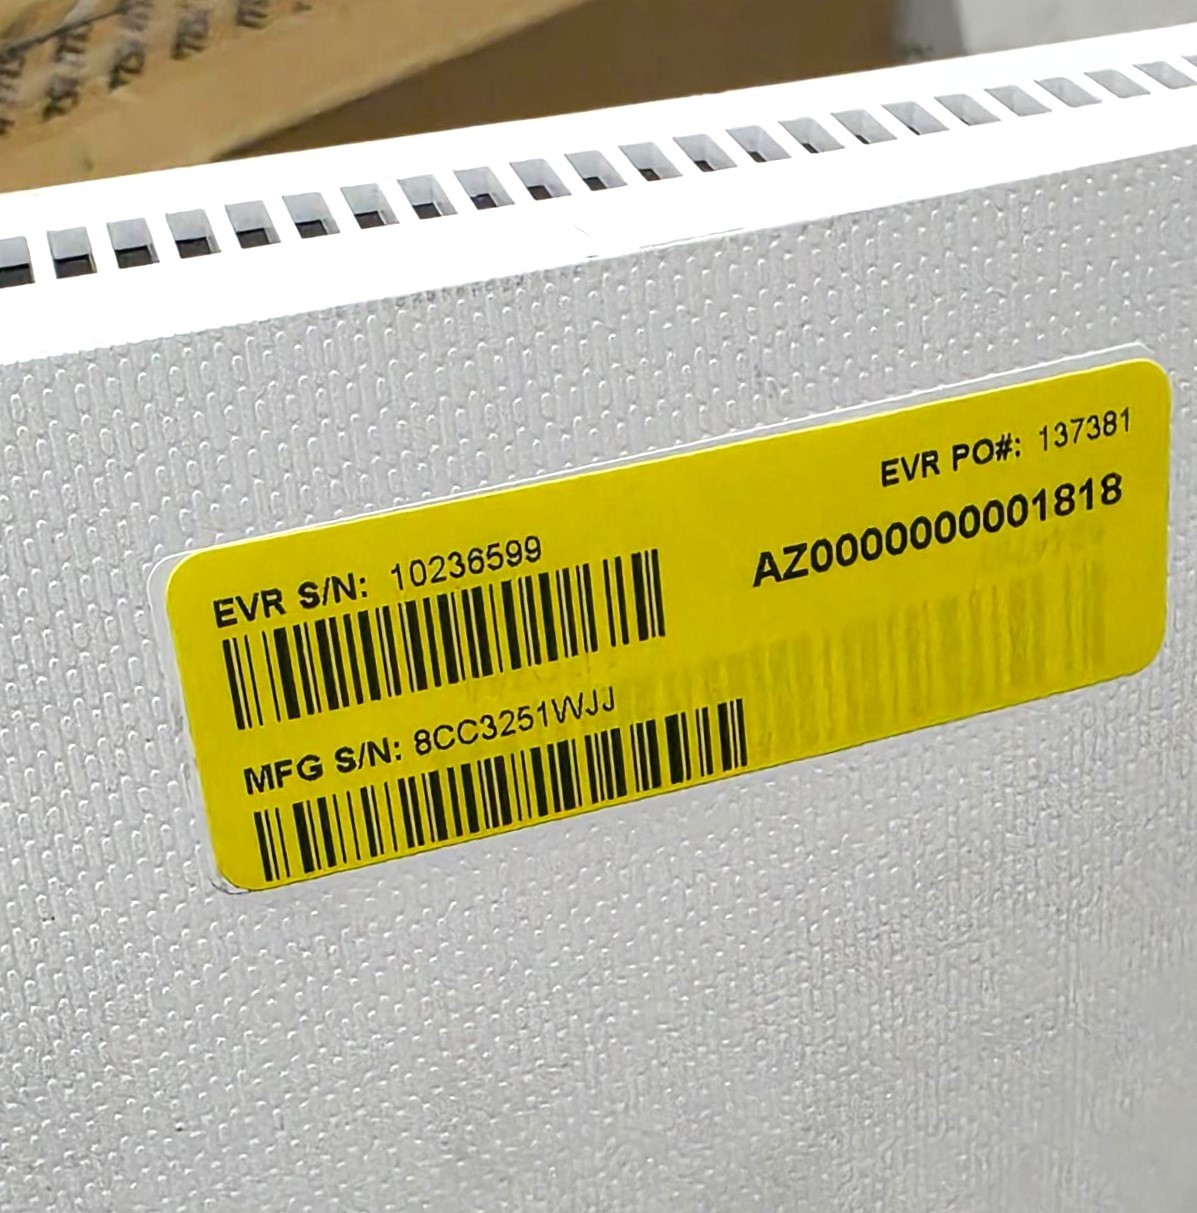 EVR PO#: 137381
AZ0000000001818
EVR S/N: 10236599
MFG S/N: 8CC3251WJJ